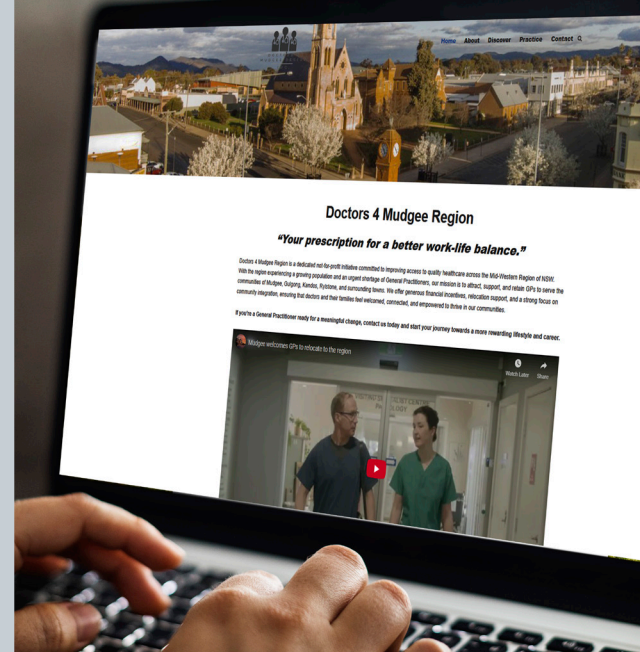 Home About Discover Practice Contact
Doctors 4 Mudgee Region
“Your prescription for a better work-life balance.”
Doctors 4 Mudgee Region is a dedicated not-for-profit initiative committed to improving access to quality healthcare across the Mid-Western Region of NSW.
With the region experiencing a growing population and an urgent shortage of General Practitioners, our mission is to attract, support, and retain GPs to serve the
communities of Mudgee, Gulgong, Kandos, Rylstone, and surrounding towns. We offer generous financial incentives, relocation support, and a strong focus on
community integration, ensuring that doctors and their families feel welcomed, connected, and empowered to thrive in our communities.
If you're a General Practitioner ready for a meaningful change, contact us today and start your journey towards a more rewarding lifestyle and career.
Mudgee welcomes GPs to relocate to the region
Watch Later Share